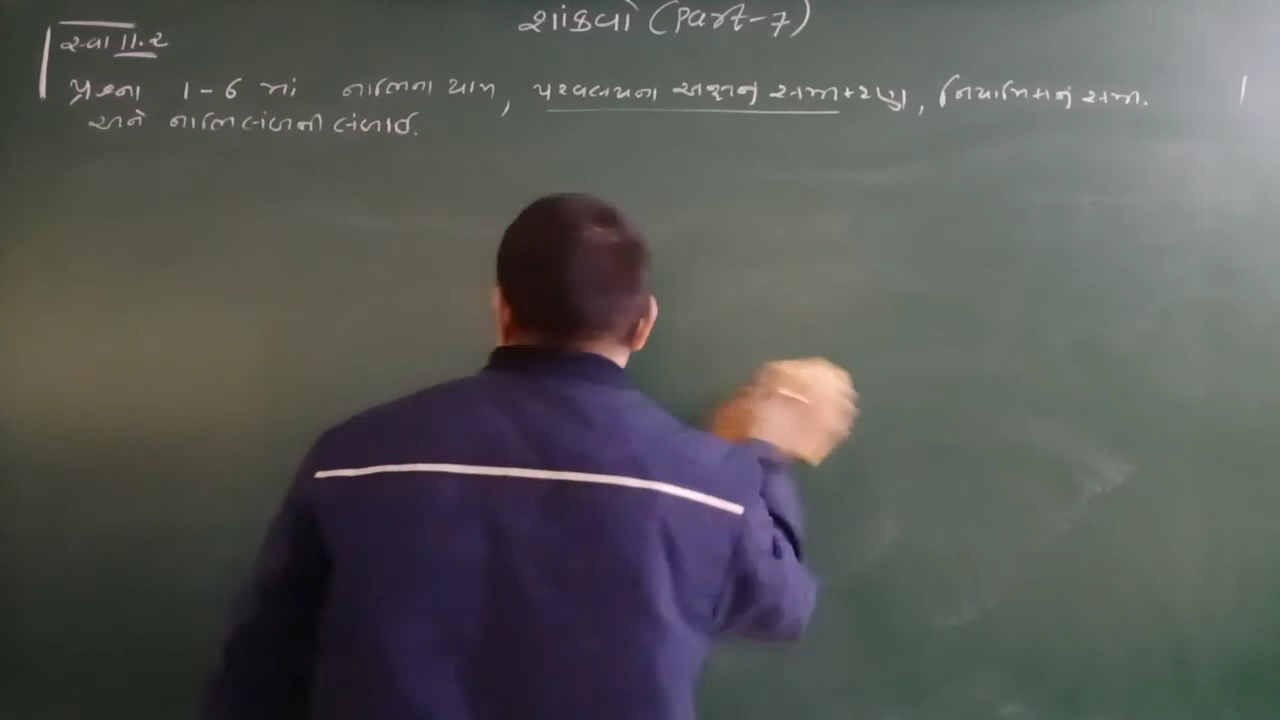 શાંકવો (Part-7)
સ્વા 11.2
પ્રશ્ના 1-6 માં નાભિના યામ, પરવલયના અક્ષનું સમીકરણ, નિયામિકાનું સમી.
અને નાભિલંબની લંબાઈ.